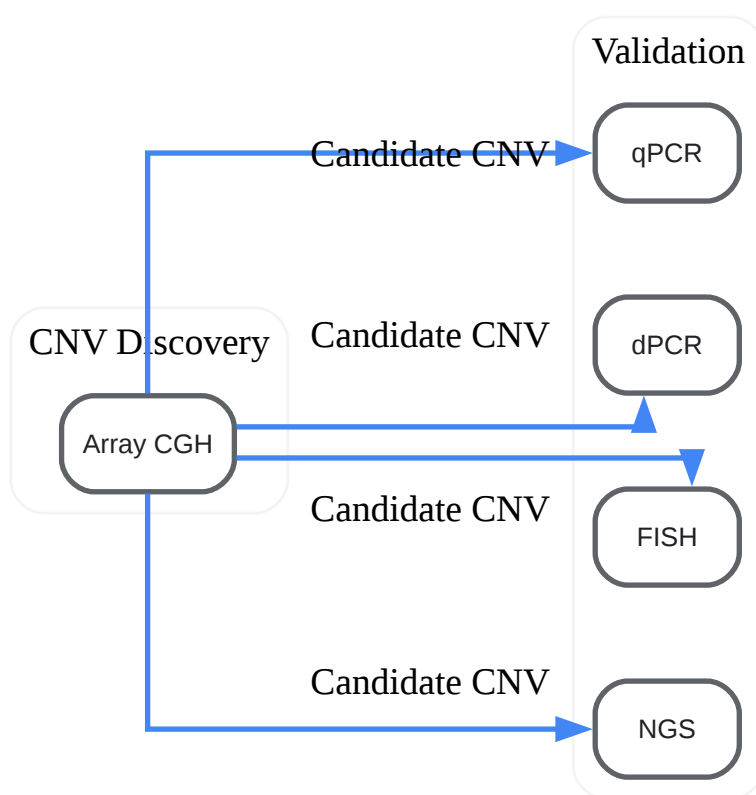 Validation
Candidate CNV
qPCR
CNV Discovery
Candidate CNV
dPCR
Array CGH
Candidate CNV
FISH
Candidate CNV
NGS